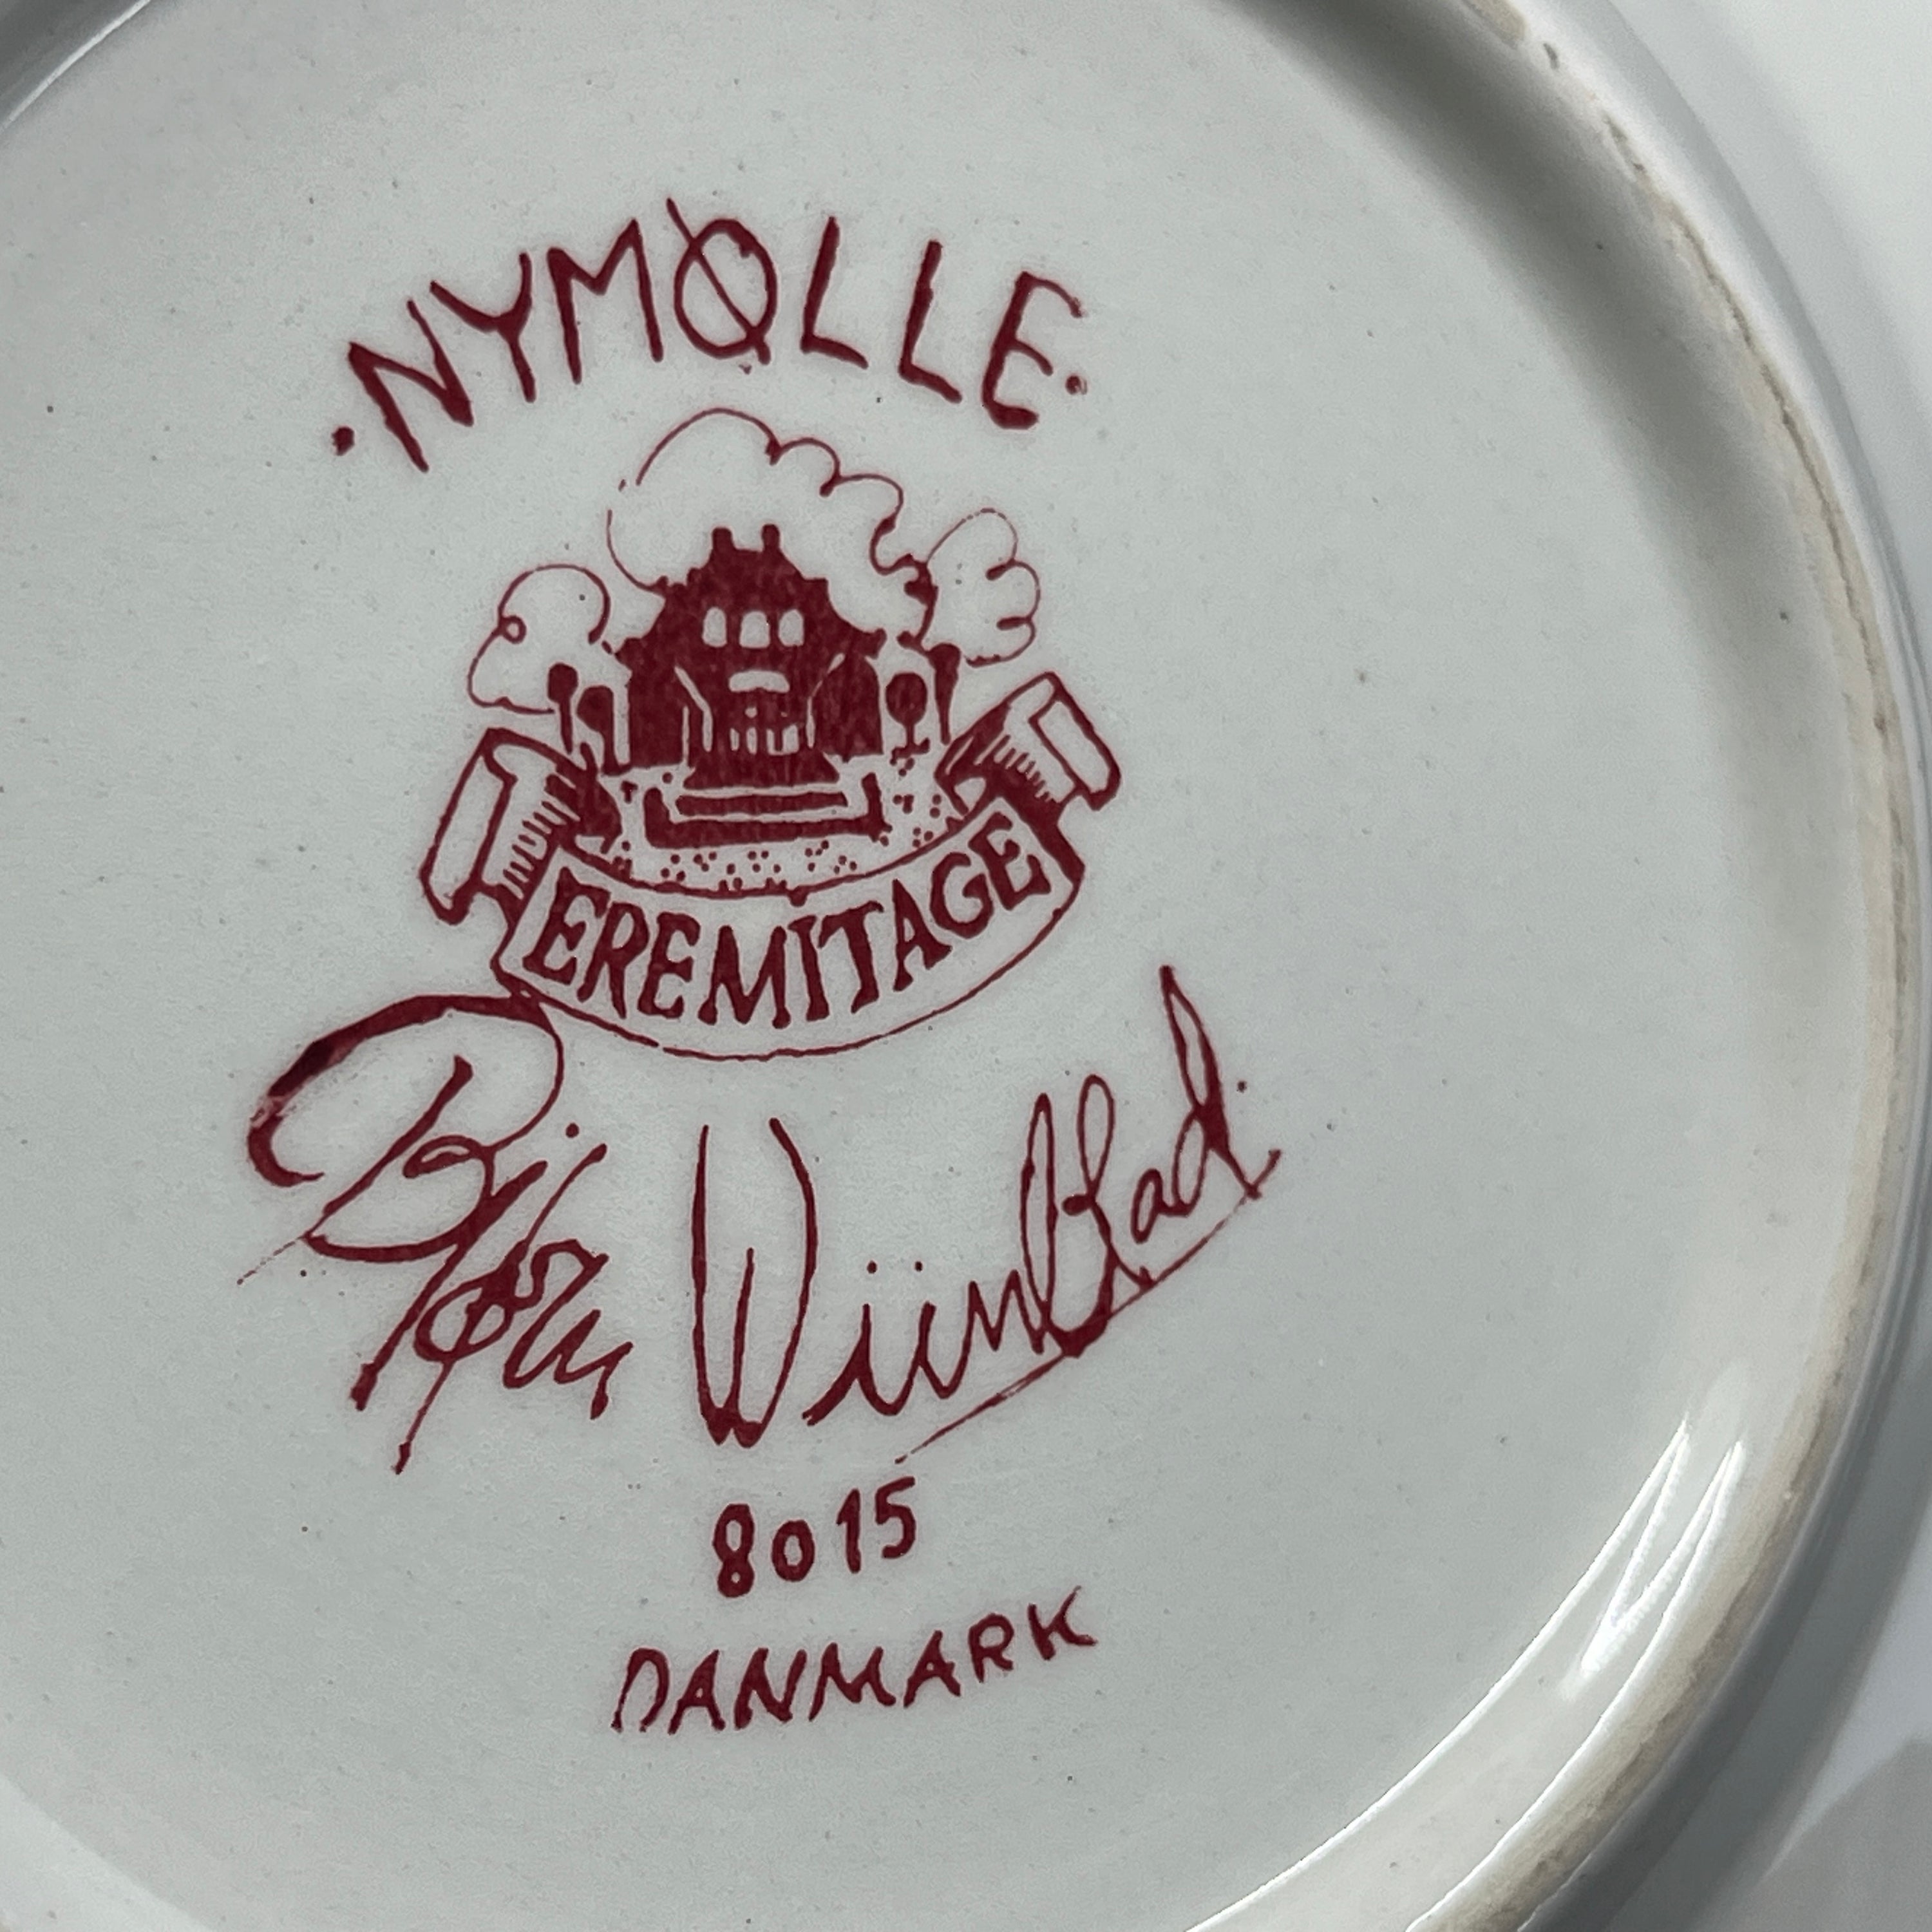 ·NYMØLLE·
EREMITAGE
Bjørn Wiinblad.
8015
DANMARK